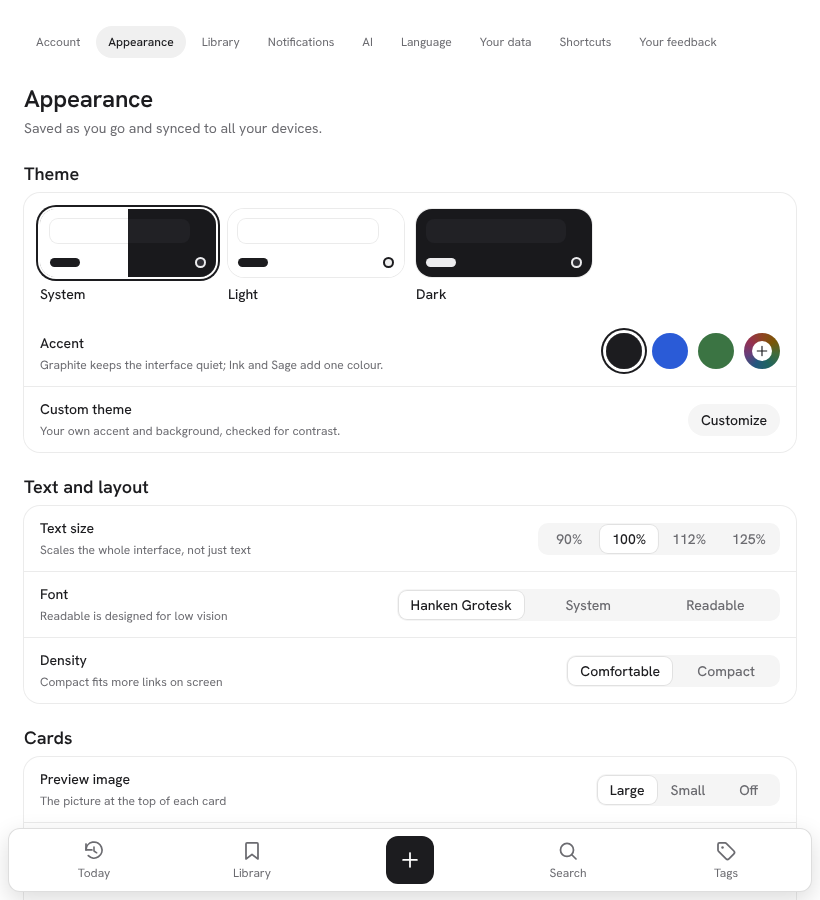 Account
Appearance
Library
Notifications
AI
Language
Your data
Shortcuts
Your feedback
Appearance
Saved as you go and synced to all your devices.
Theme
System
Light
Dark
Accent
Graphite keeps the interface quiet; Ink and Sage add one colour.
Custom theme
Your own accent and background, checked for contrast.
Customize
Text and layout
Text size
Scales the whole interface, not just text
90%
100%
112%
125%
Font
Readable is designed for low vision
Hanken Grotesk
System
Readable
Density
Compact fits more links on screen
Comfortable
Compact
Cards
Preview image
The picture at the top of each card
Large
Small
Off
Today
Library
Search
Tags